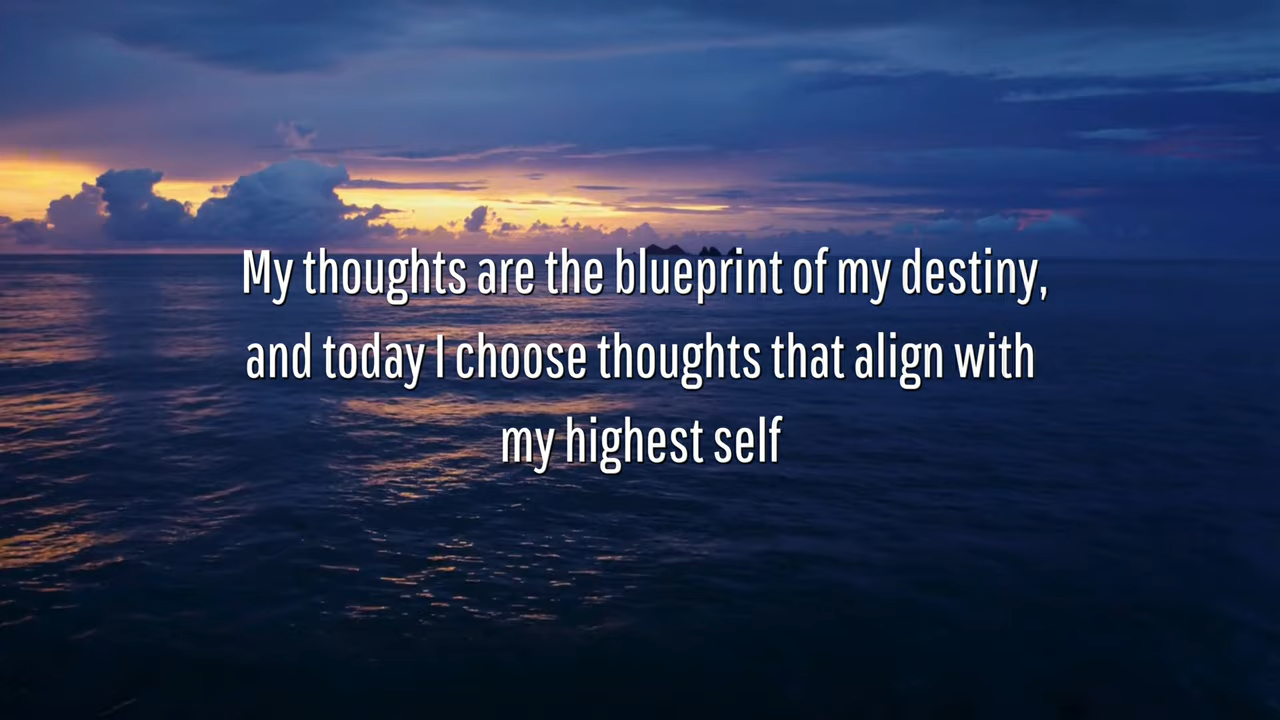 My thoughts are the blueprint of my destiny,
and today I choose thoughts that align with
my highest self